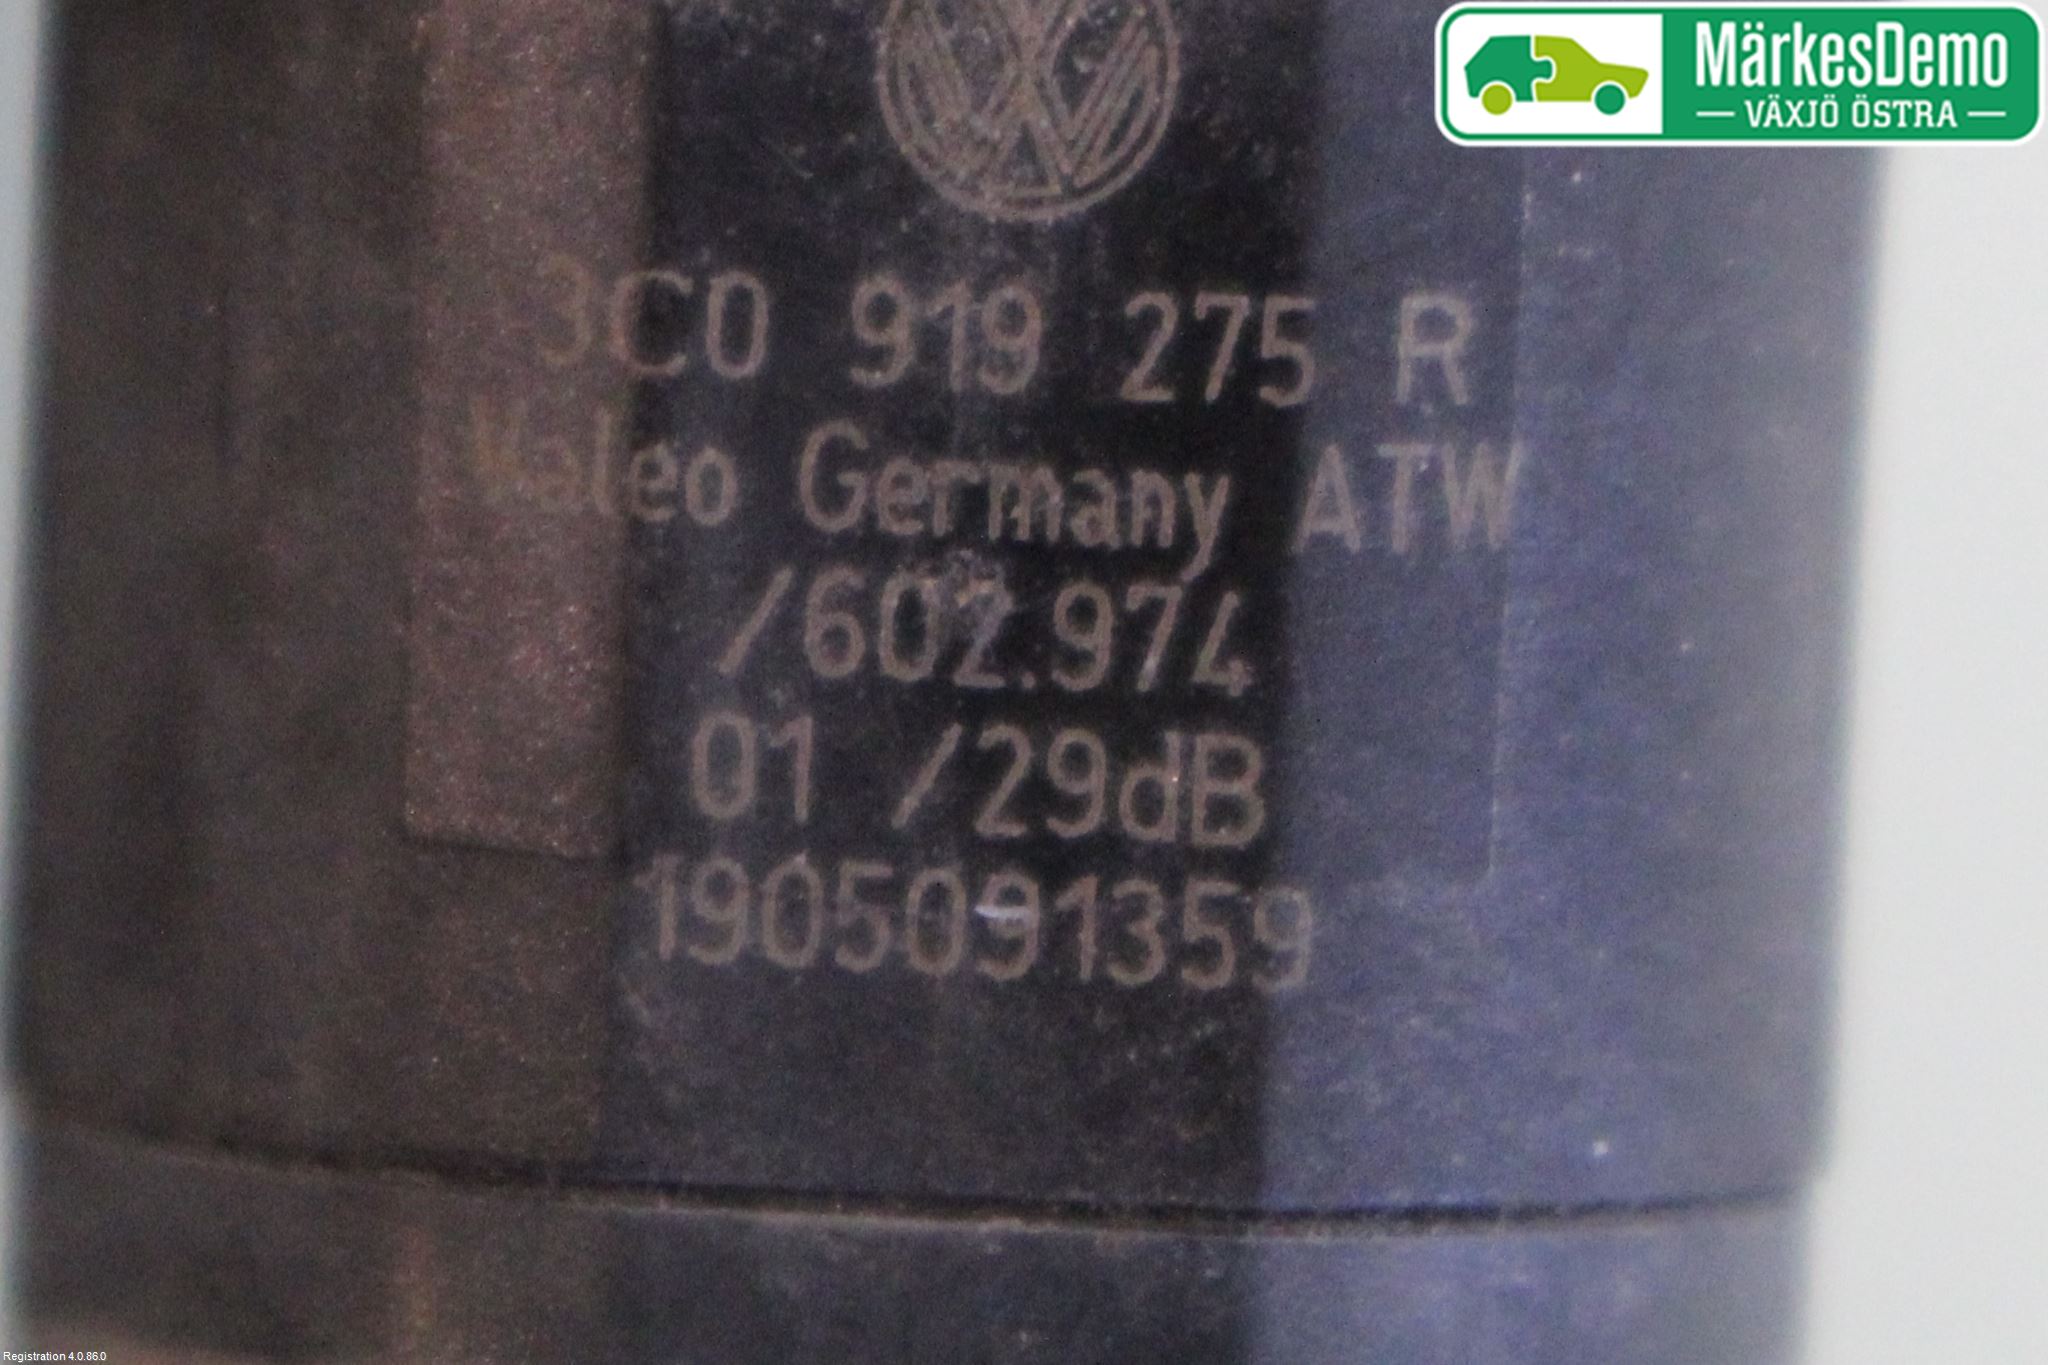 MärkesDemo
VÄXJÖ ÖSTRA
3C0 919 275 R
Valeo Germany ATW
/602.974
01 /29dB
1905091359
Registration 4.0.86.0